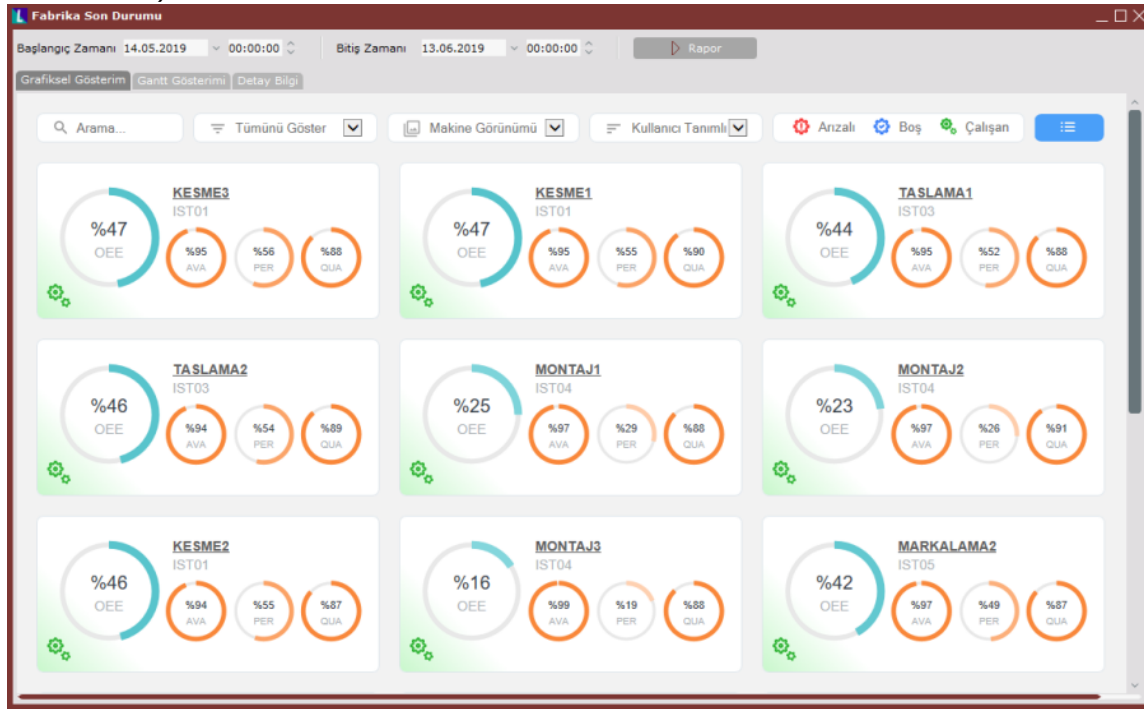 Fabrika Son Durumu
Başlangıç Zamanı 14.05.2019 00:00:00 Bitiş Zamanı 13.06.2019 00:00:00 Rapor
Grafiksel Gösterim Gantt Gösterimi Detay Bilgi
Arama... Tümünü Göster Makine Görünümü Kullanıcı Tanımlı Arızalı Boş Çalışan
KESME3
IST01
%47
OEE
%95
AVA
%56
PER
%88
QUA
KESME1
IST01
%47
OEE
%95
AVA
%55
PER
%90
QUA
TASLAMA1
IST03
%44
OEE
%95
AVA
%52
PER
%88
QUA
TASLAMA2
IST03
%46
OEE
%94
AVA
%54
PER
%89
QUA
MONTAJ1
IST04
%25
OEE
%97
AVA
%29
PER
%88
QUA
MONTAJ2
IST04
%23
OEE
%97
AVA
%26
PER
%91
QUA
KESME2
IST01
%46
OEE
%94
AVA
%55
PER
%87
QUA
MONTAJ3
IST04
%16
OEE
%99
AVA
%19
PER
%88
QUA
MARKALAMA2
IST05
%42
OEE
%97
AVA
%49
PER
%87
QUA